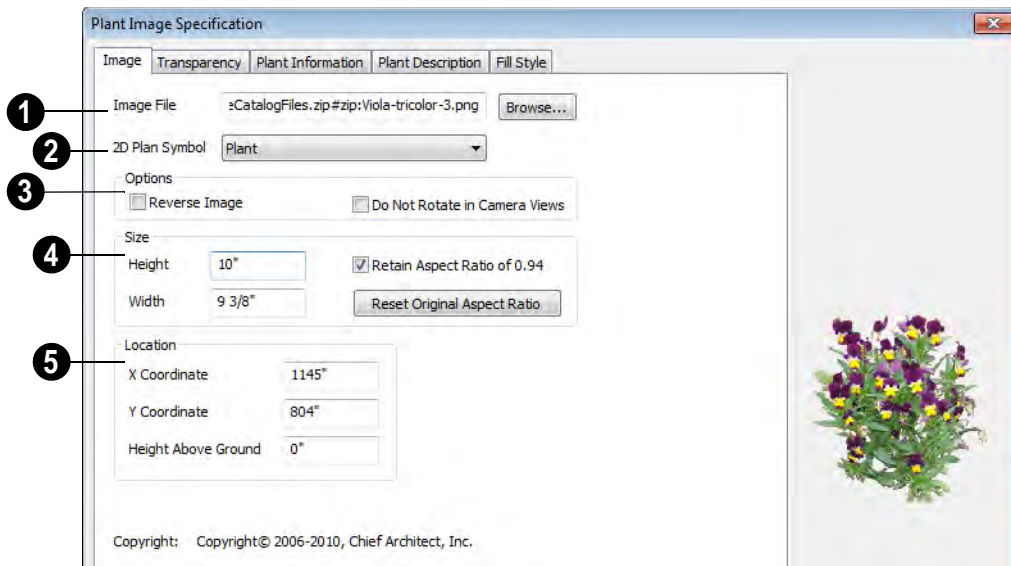 Plant Image Specification
Image Transparency Plant Information Plant Description Fill Style
1 Image File eCatalogFiles.zip#zip:Viola-tricolor-3.png Browse...
2 2D Plan Symbol Plant
3 Options
Reverse Image Do Not Rotate in Camera Views
Size
4 Height 10" Retain Aspect Ratio of 0.94
Width 9 3/8" Reset Original Aspect Ratio
5 Location
X Coordinate 1145"
Y Coordinate 804"
Height Above Ground 0"
Copyright: Copyright© 2006-2010, Chief Architect, Inc.